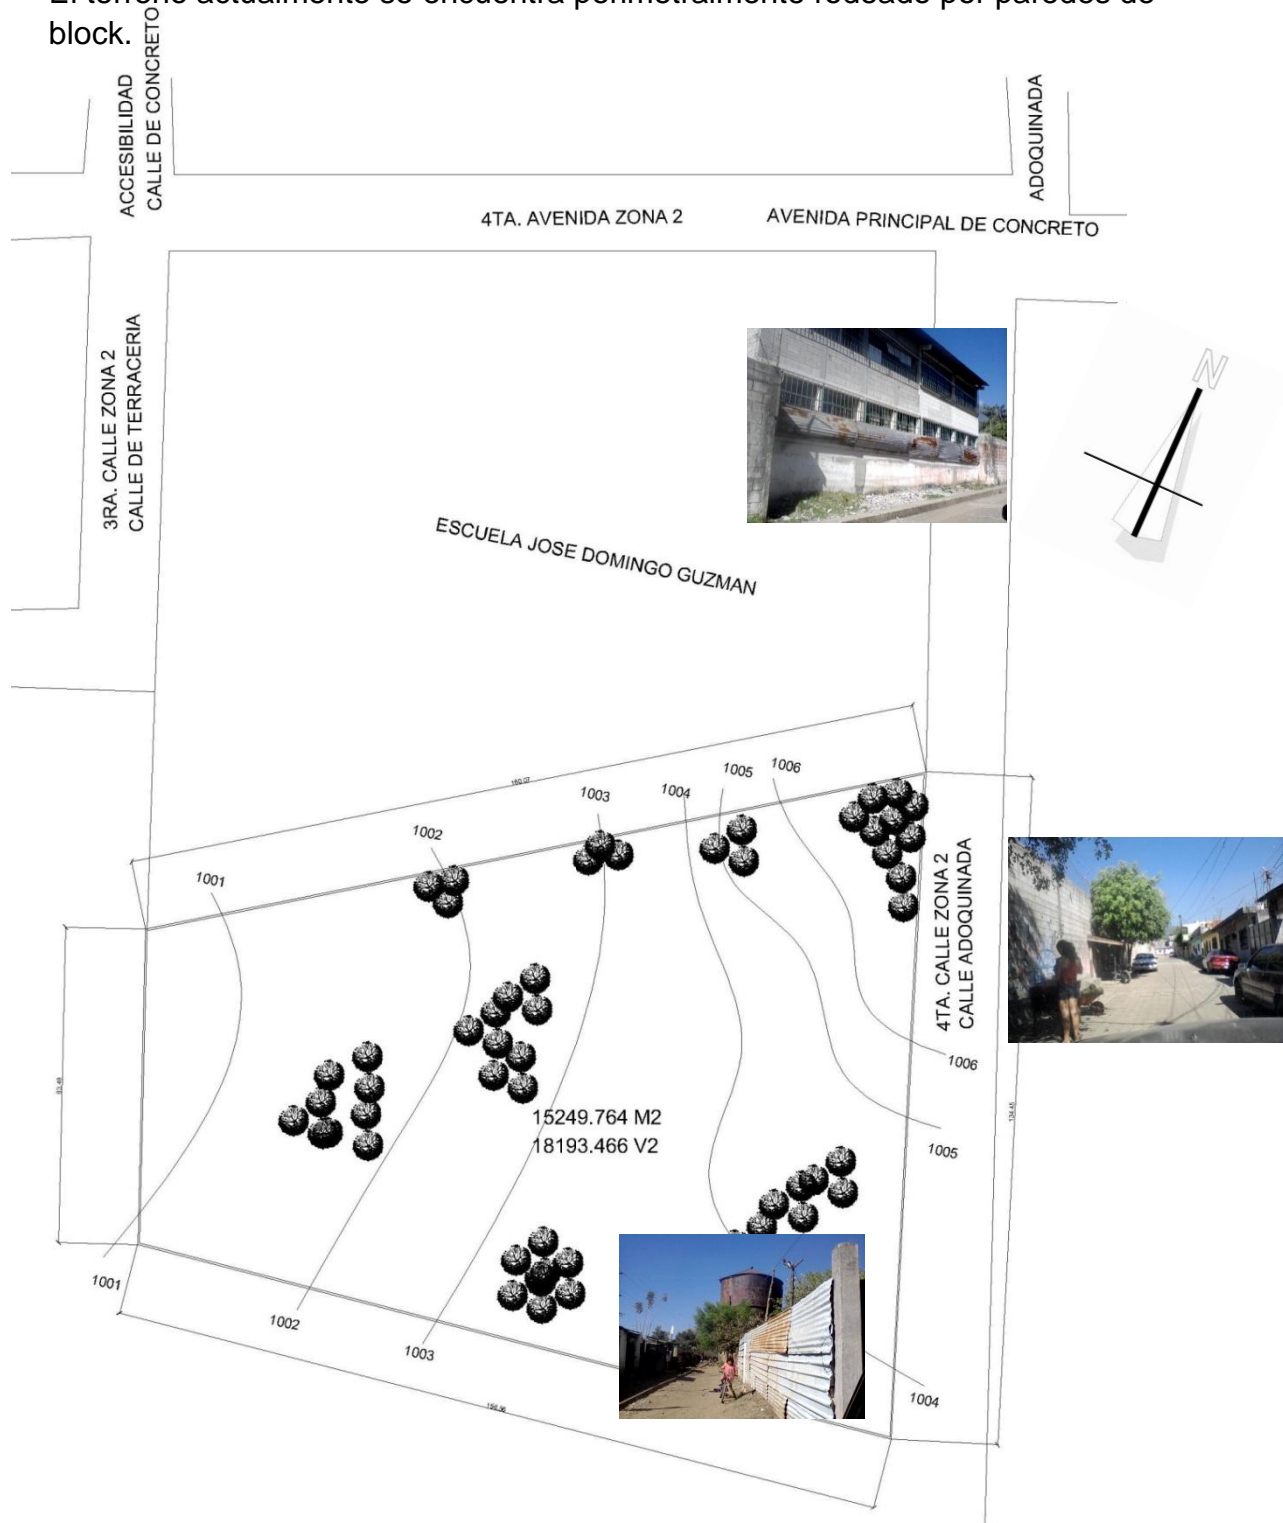 El terreno actualmente se encuentra perimetralmente rodeado por paredes de
block.
ACCESIBILIDAD
CALLE DE CONCRETO
ADOQUINADA
4TA. AVENIDA ZONA 2
AVENIDA PRINCIPAL DE CONCRETO
3RA. CALLE ZONA 2
CALLE DE TERRACERIA
N
ESCUELA JOSE DOMINGO GUZMAN
1006
1005
1004
1003
1002
1001
4TA. CALLE ZONA 2
CALLE ADOQUINADA
1006
15249.764 M2
18193.466 V2
1005
1001
1002
1003
1004